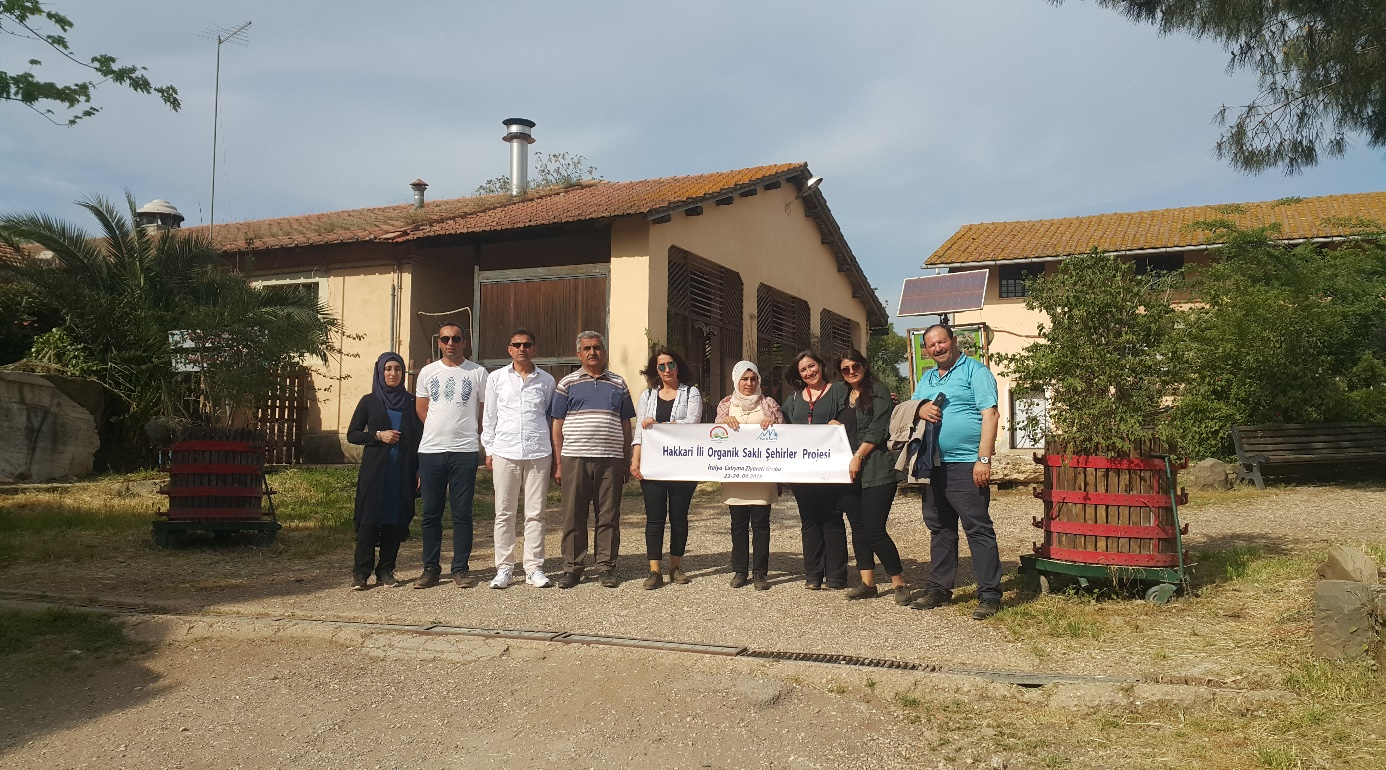 Hakkari İli Organik Saklı Şehirler Projesi
İtalya Çalışma Ziyareti Grubu